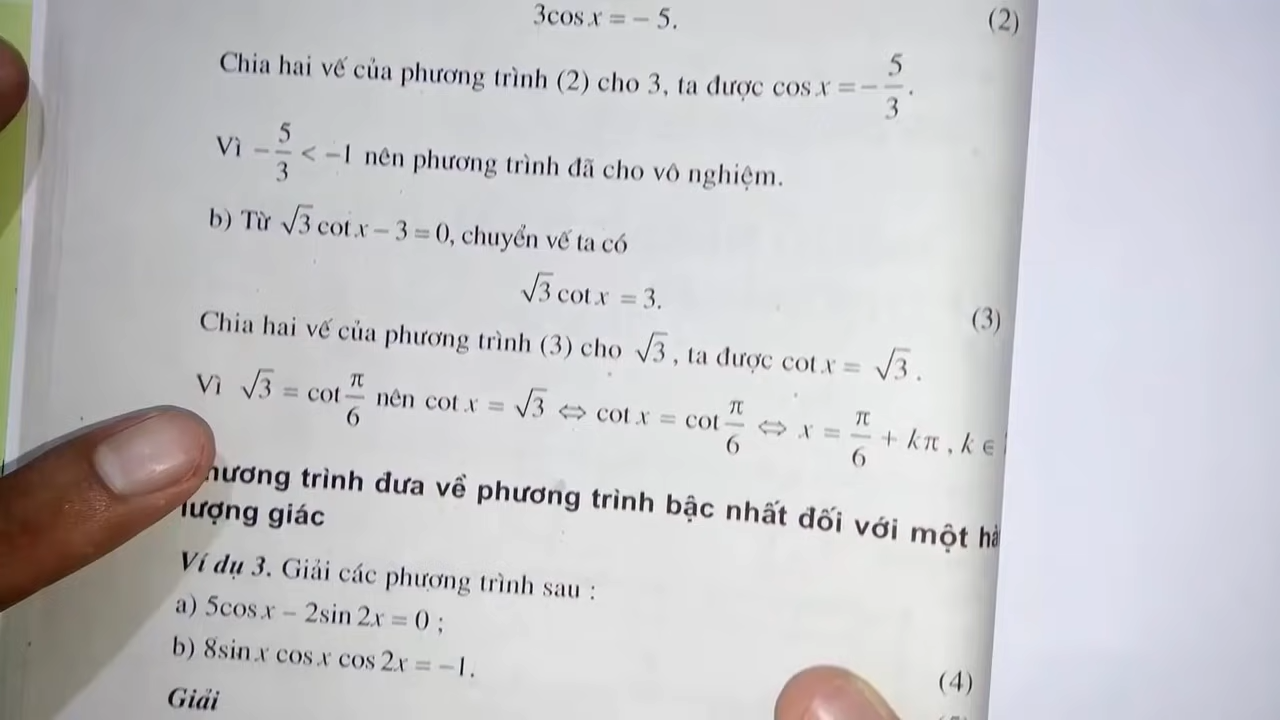 3cos x = − 5. (2)
Chia hai vế của phương trình (2) cho 3, ta được cos x = −5/3.
Vì −5/3 < −1 nên phương trình đã cho vô nghiệm.
b) Từ √3 cot x − 3 = 0, chuyển vế ta có
√3 cot x = 3. (3)
Chia hai vế của phương trình (3) cho √3, ta được cot x = √3.
Vì √3 = cot π/6 nên cot x = √3 ⇔ cot x = cot π/6 ⇔ x = π/6 + kπ, k ∈
trình đưa về phương trình bậc nhất đối với một
lượng giác
Ví dụ 3. Giải các phương trình sau :
a) 5cos x − 2sin 2x = 0 ;
b) 8sin x cos x cos 2x = −1. (4)
Giải